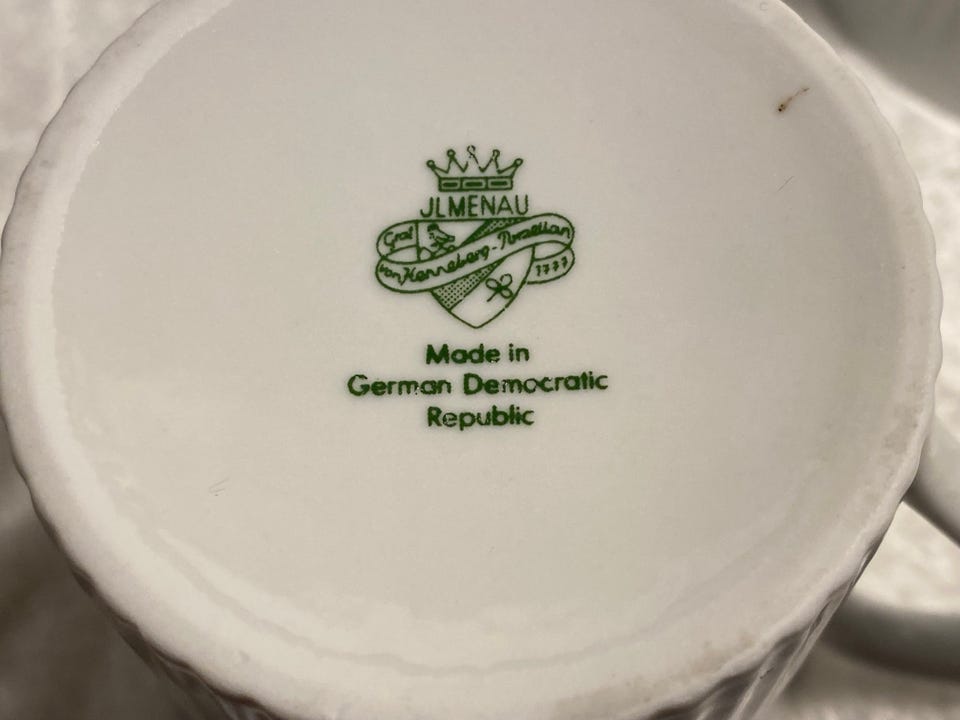 JLMENAU
Graf
von Henneberg - Porzellan
1777
Made in
German Democratic
Republic